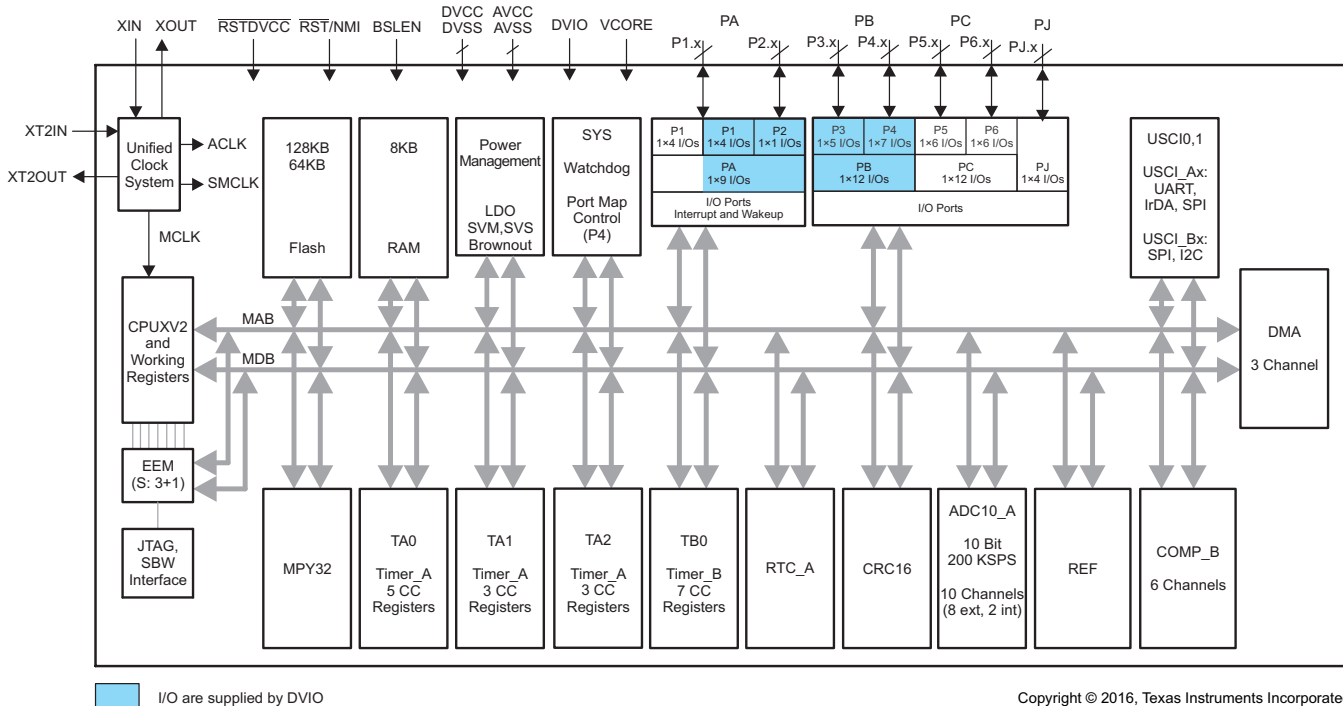 XIN XOUT RSTDVCC RST/NMI BSLEN DVCC AVCC DVIO VCORE PA PB PC PJ
DVSS AVSS
P1.x P2.x P3.x P4.x P5.x P6.x PJ.x
XT2IN
XT2OUT
Unified
Clock
System
ACLK
SMCLK
MCLK
128KB
64KB
Flash
8KB
RAM
Power
Management
LDO
SVM,SVS
Brownout
SYS
Watchdog
Port Map
Control
(P4)
P1
1×4 I/Os
P1
1×4 I/Os
P2
1×1 I/Os
PA
1×9 I/Os
I/O Ports
Interrupt and Wakeup
P3
1×5 I/Os
P4
1×7 I/Os
P5
1×6 I/Os
P6
1×6 I/Os
PB
1×12 I/Os
PC
1×12 I/Os
PJ
1×4 I/Os
I/O Ports
USCI0,1
USCI_Ax:
UART,
IrDA, SPI
USCI_Bx:
SPI, I2C
CPUXV2
and
Working
Registers
MAB
MDB
DMA
3 Channel
EEM
(S: 3+1)
JTAG,
SBW
Interface
MPY32
TA0
Timer_A
5 CC
Registers
TA1
Timer_A
3 CC
Registers
TA2
Timer_A
3 CC
Registers
TB0
Timer_B
7 CC
Registers
RTC_A
CRC16
ADC10_A
10 Bit
200 KSPS
10 Channels
(8 ext, 2 int)
REF
COMP_B
6 Channels
I/O are supplied by DVIO
Copyright © 2016, Texas Instruments Incorporate